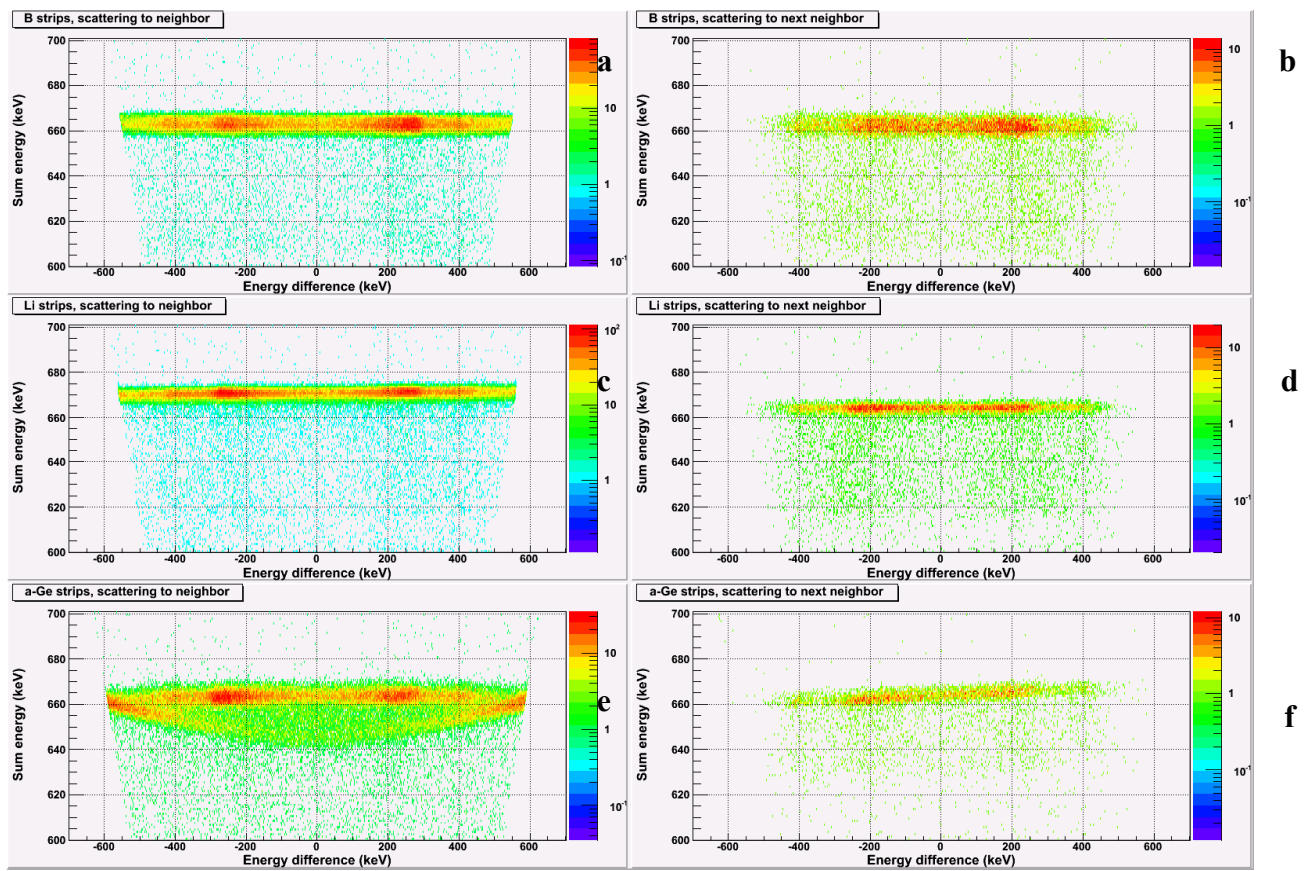 B strips, scattering to neighbor
Sum energy (keV)
700
680
660
640
620
600
-600 -400 -200 0 200 400 600
Energy difference (keV)
10
1
10-1
a
B strips, scattering to next neighbor
Sum energy (keV)
700
680
660
640
620
600
-600 -400 -200 0 200 400 600
Energy difference (keV)
10
1
10-1
b
Li strips, scattering to neighbor
Sum energy (keV)
700
680
660
640
620
600
-600 -400 -200 0 200 400 600
Energy difference (keV)
102
10
1
c
Li strips, scattering to next neighbor
Sum energy (keV)
700
680
660
640
620
600
-600 -400 -200 0 200 400 600
Energy difference (keV)
10
1
10-1
d
a-Ge strips, scattering to neighbor
Sum energy (keV)
700
680
660
640
620
600
-600 -400 -200 0 200 400 600
Energy difference (keV)
10
1
10-1
e
a-Ge strips, scattering to next neighbor
Sum energy (keV)
700
680
660
640
620
600
-600 -400 -200 0 200 400 600
Energy difference (keV)
10
1
10-1
f